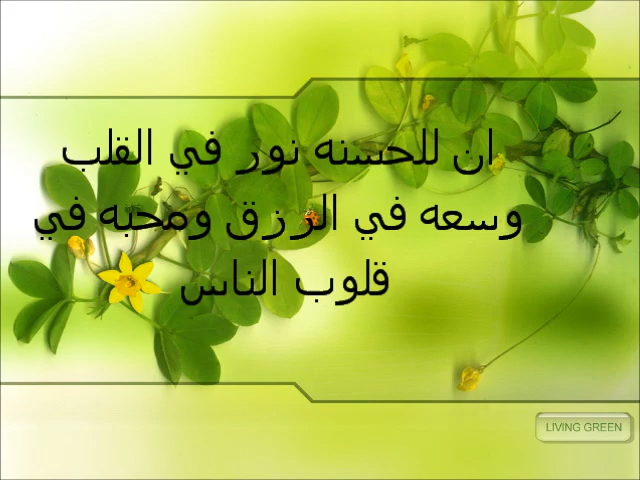 ان للحسنه نور في القلب
وسعه في الرزق ومحبه في
قلوب الناس
LIVING GREEN